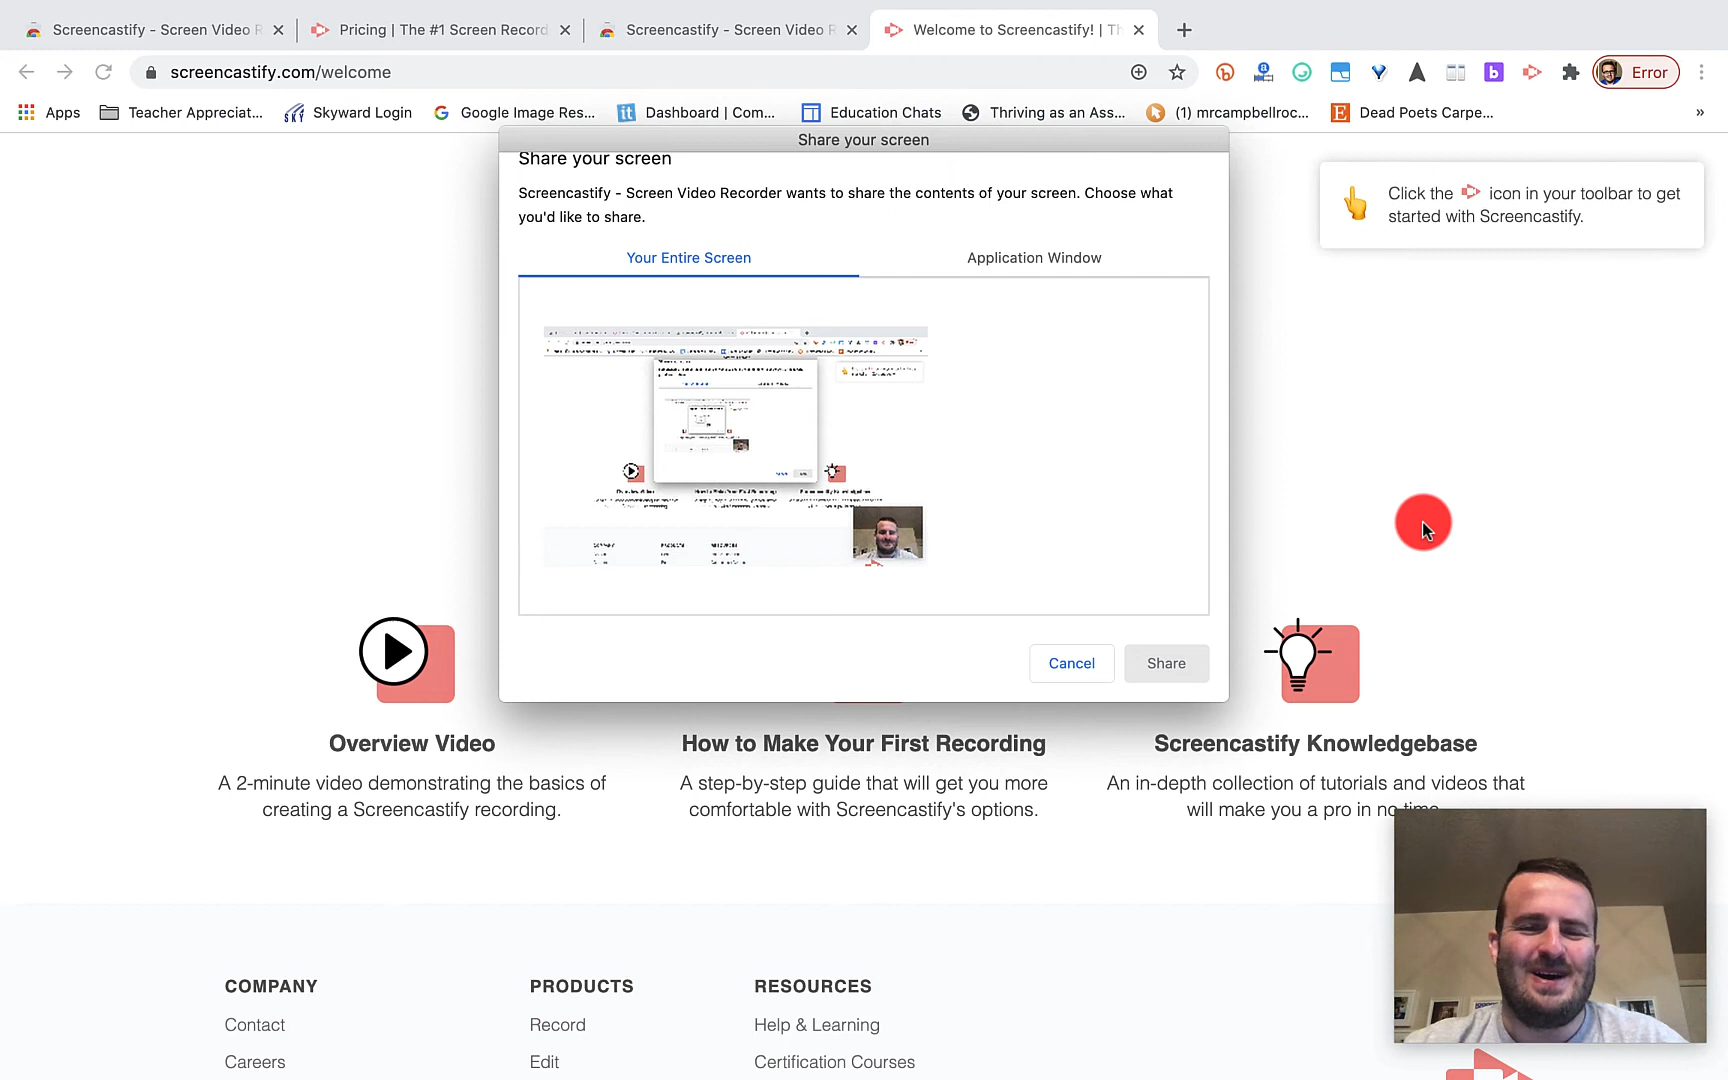 Screencastify - Screen Video R
Pricing | The #1 Screen Record
Screencastify - Screen Video R
Welcome to Screencastify! | Th
screencastify.com/welcome
Error
Apps
Teacher Appreciat...
Skyward Login
Google Image Res...
Dashboard | Com...
Education Chats
Thriving as an Ass...
(1) mrcampbellroc...
Dead Poets Carpe...
»
Share your screen
Share your screen
Screencastify - Screen Video Recorder wants to share the contents of your screen. Choose what
you'd like to share.
Your Entire Screen
Application Window
Cancel
Share
Click the icon in your toolbar to get
started with Screencastify.
Overview Video
A 2-minute video demonstrating the basics of
creating a Screencastify recording.
How to Make Your First Recording
A step-by-step guide that will get you more
comfortable with Screencastify's options.
Screencastify Knowledgebase
An in-depth collection of tutorials and videos that
will make you a pro in no time.
COMPANY
Contact
Careers
PRODUCTS
Record
Edit
RESOURCES
Help & Learning
Certification Courses